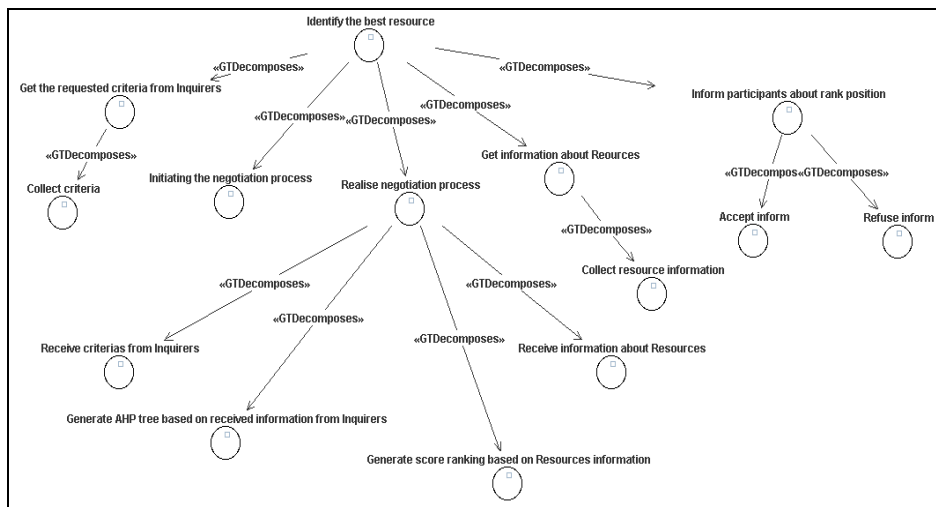 Identify the best resource
«GTDecomposes»
«GTDecomposes»
Get the requested criteria from Inquirers
Inform participants about rank position
«GTDecomposes»
«GTDecomposes»
«GTDecomposes»
«GTDecomposes»
Get information about Reources
«GTDecompos
«GTDecomposes»
Initiating the negotiation process
Realise negotiation process
Collect criteria
Accept inform
Refuse inform
«GTDecomposes»
Collect resource information
«GTDecomposes»
«GTDecomposes»
«GTDecomposes»
«GTDecomposes»
Receive criterias from Inquirers
Receive information about Resources
Generate AHP tree based on received information from Inquirers
Generate score ranking based on Resources information